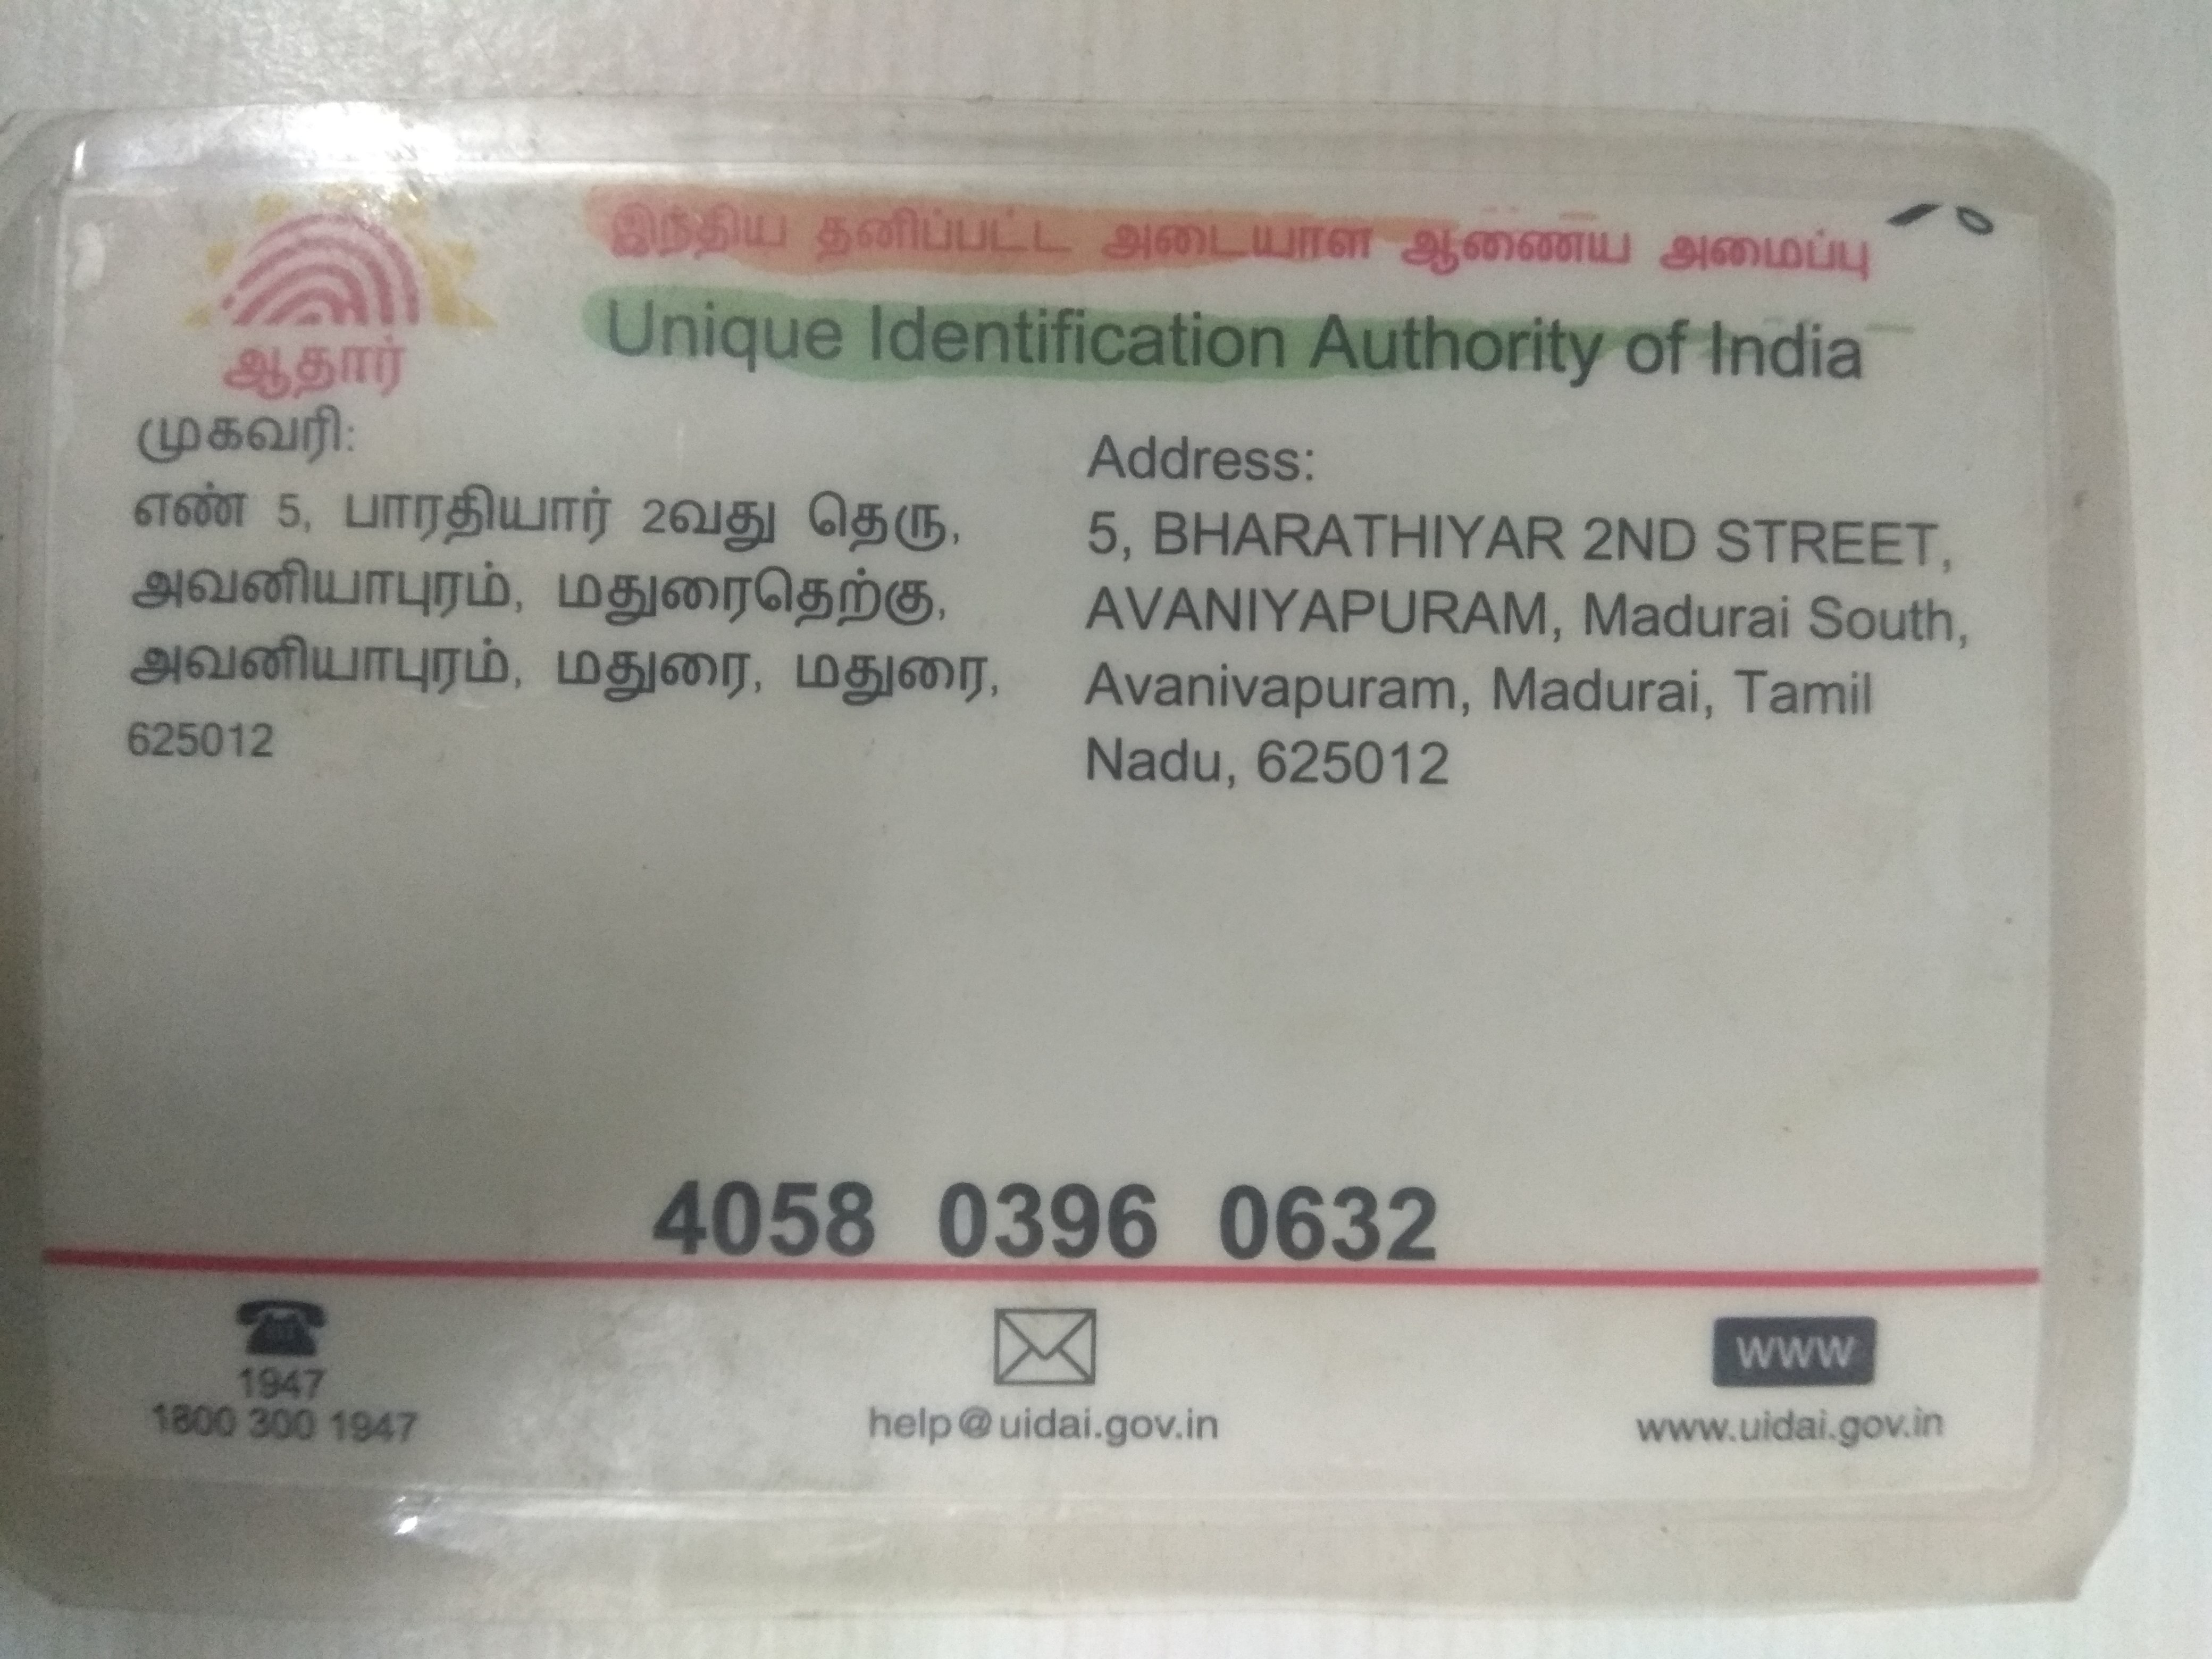 இந்திய தனிப்பட்ட அடையாள ஆணைய அமைப்பு
Unique Identification Authority of India
ஆதார்
முகவரி:
எண் 5, பாரதியார் 2வது தெரு,
அவனியாபுரம், மதுரைதெற்கு,
அவனியாபுரம், மதுரை, மதுரை,
625012
Address:
5, BHARATHIYAR 2ND STREET,
AVANIYAPURAM, Madurai South,
Avanivapuram, Madurai, Tamil
Nadu, 625012
4058 0396 0632
1947
1800 300 1947
help@uidai.gov.in
www
www.uidai.gov.in